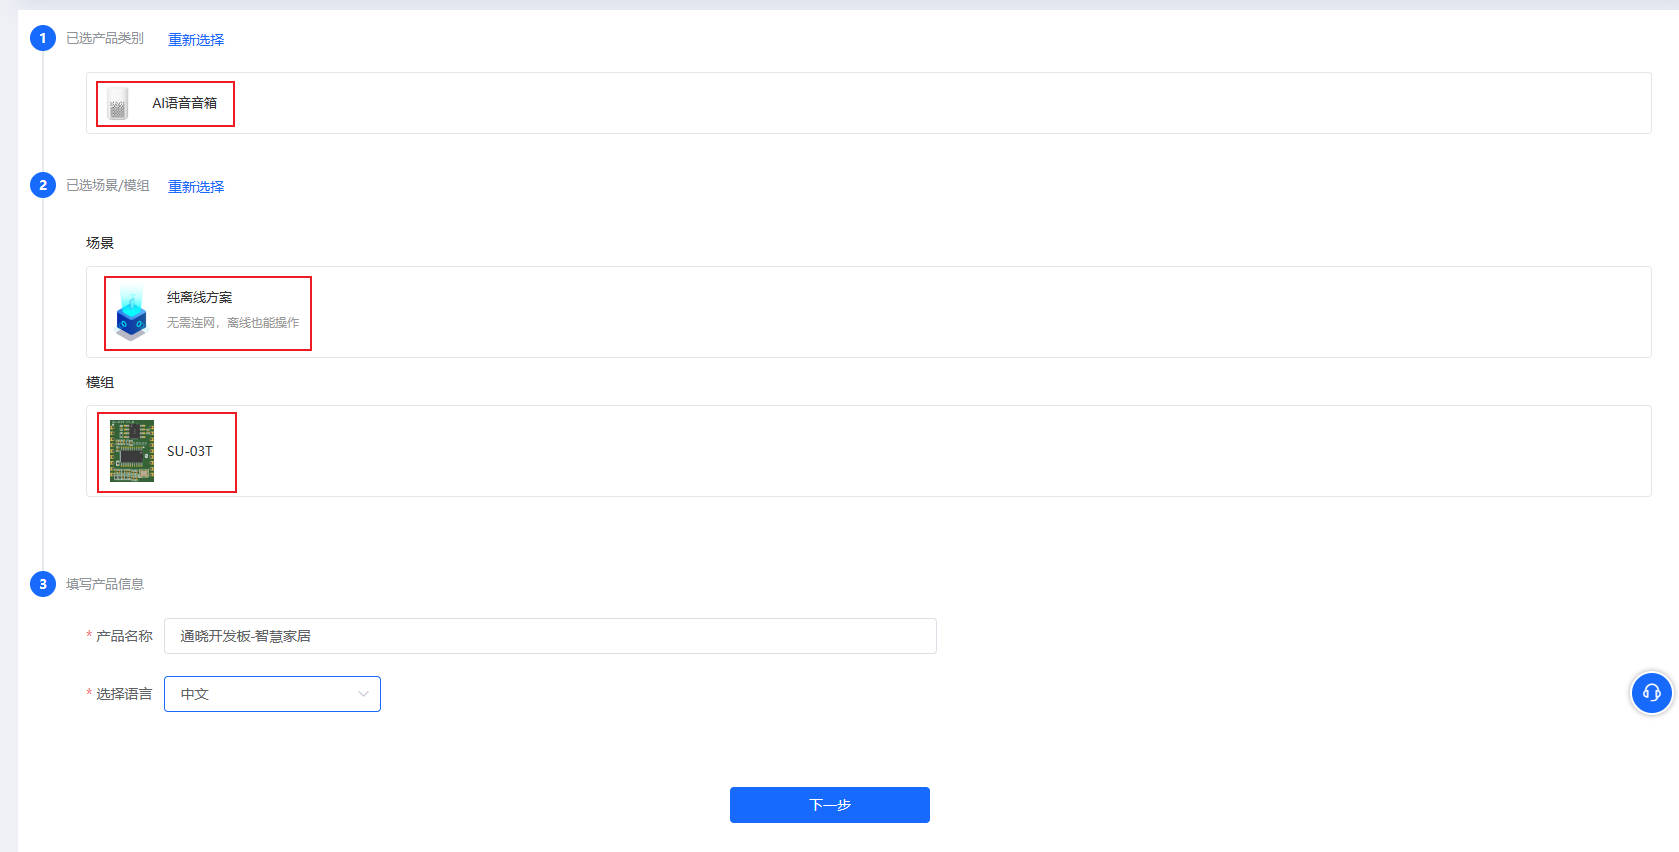 1 已选产品类别 重新选择
AI语音音箱
2 已选场景/模组 重新选择
场景
纯离线方案
无需连网，离线也能操作
模组
SU-03T
3 填写产品信息
* 产品名称 通晓开发板-智慧家居
* 选择语言 中文
下一步